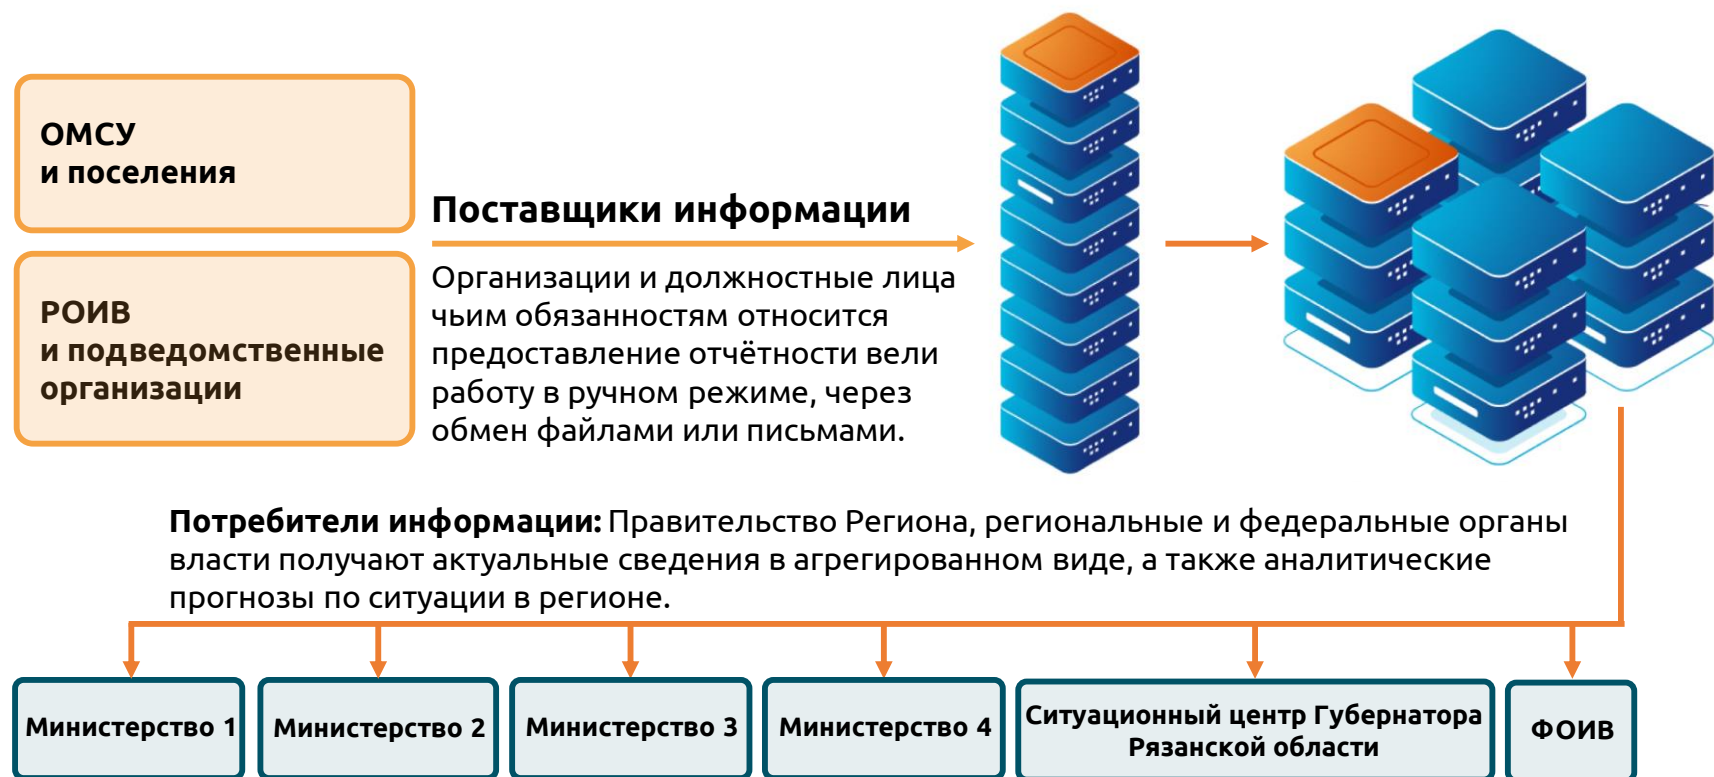 ОМСУ
и поселения
РОИВ
и подведомственные
организации
Поставщики информации
Организации и должностные лица
чьим обязанностям относится
предоставление отчётности вели
работу в ручном режиме, через
обмен файлами или письмами.
Потребители информации: Правительство Региона, региональные и федеральные органы
власти получают актуальные сведения в агрегированном виде, а также аналитические
прогнозы по ситуации в регионе.
Министерство 1
Министерство 2
Министерство 3
Министерство 4
Ситуационный центр Губернатора
Рязанской области
ФОИВ